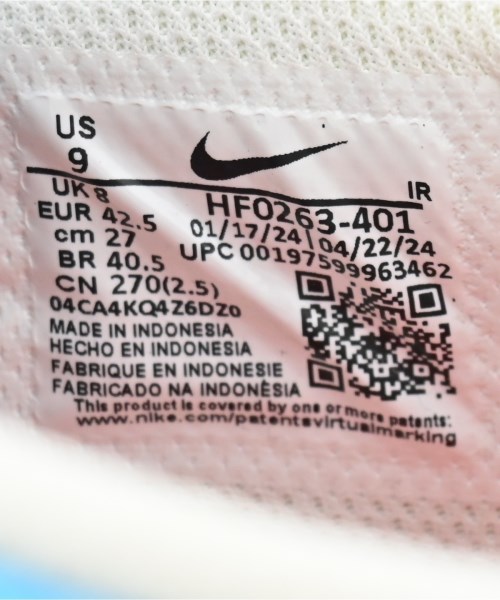 US
9
IR
UK 8
HF0263-401
EUR 42.5
01/17/24 | 04/22/24
cm 27
UPC 00197599963462
BR 40.5
CN 270(2.5)
04CA4KQ4Z6DZ0
MADE IN INDONESIA
HECHO EN INDONESIA
FABRIQUE EN INDONESIE
FABRICADO NA INDONÈSIA
This product is covered by one or more patents:
www.nike.com/patentsvirtualmarking